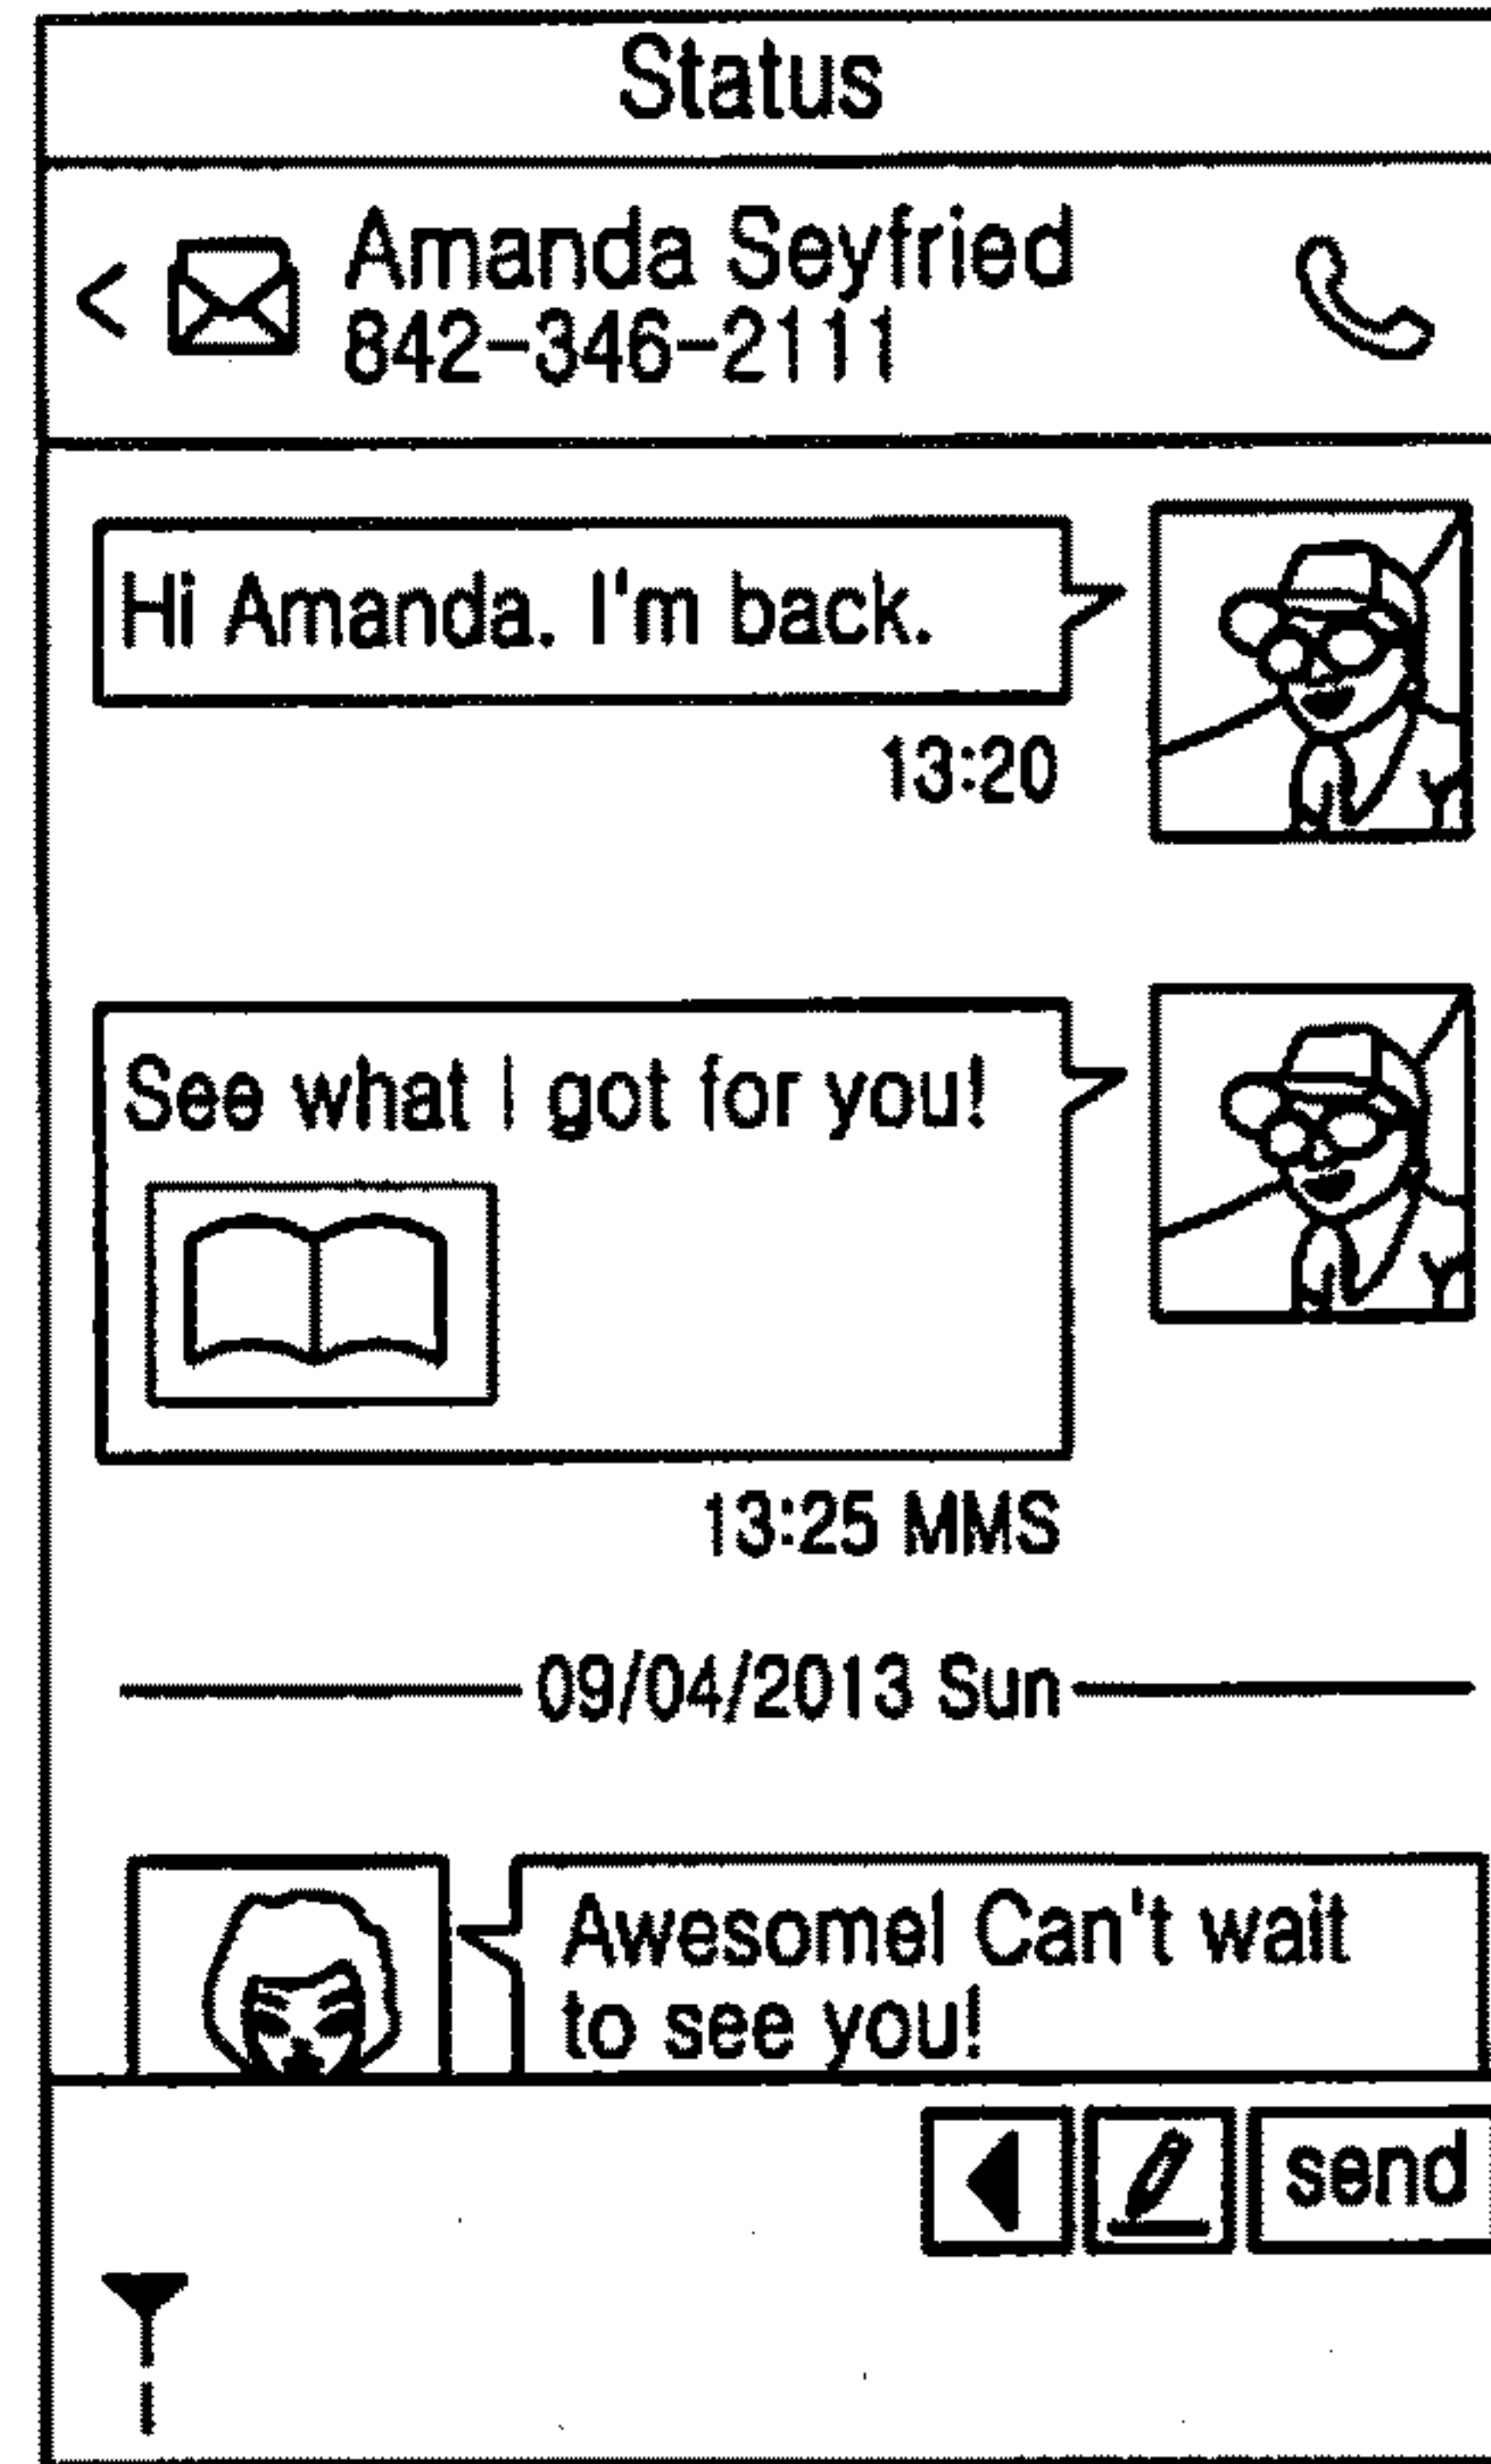 Status
Amanda Seyfried
842-346-2111
Hi Amanda. I'm back.
13:20
See what I got for you!
13:25 MMS
09/04/2013 Sun
Awesome! Can't wait
to see you!
send